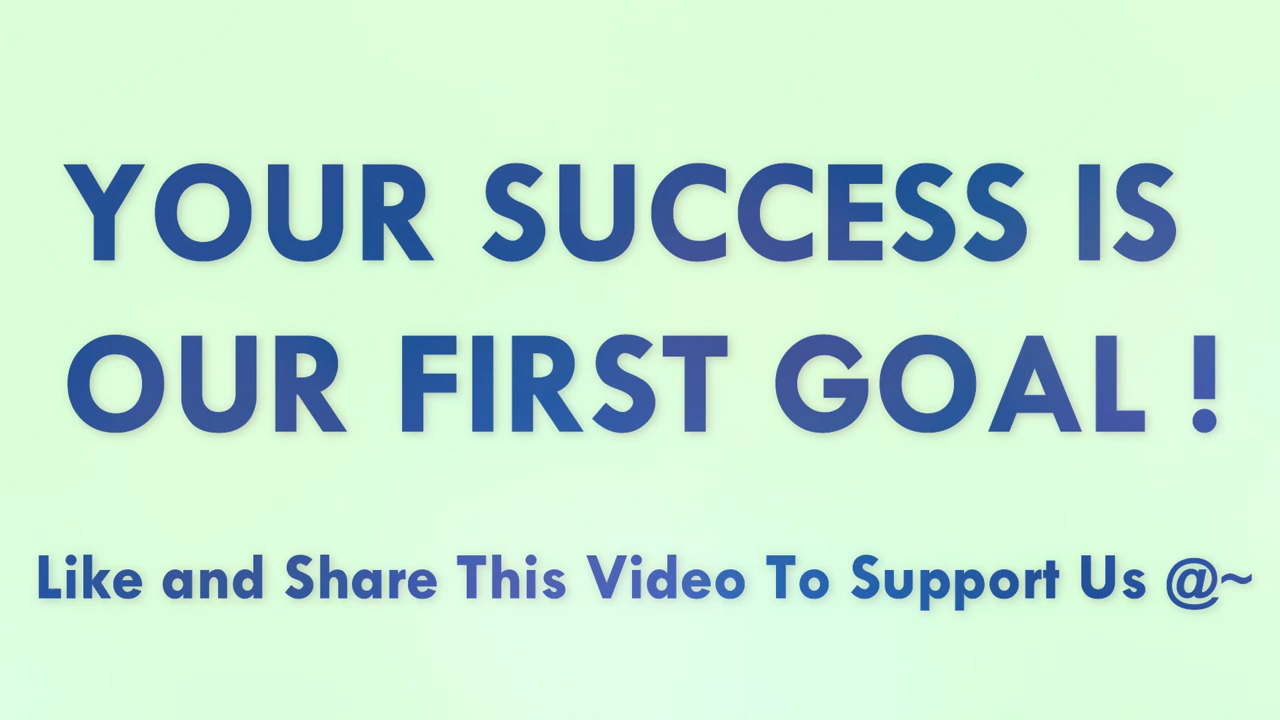 YOUR SUCCESS IS
OUR FIRST GOAL !
Like and Share This Video To Support Us @~